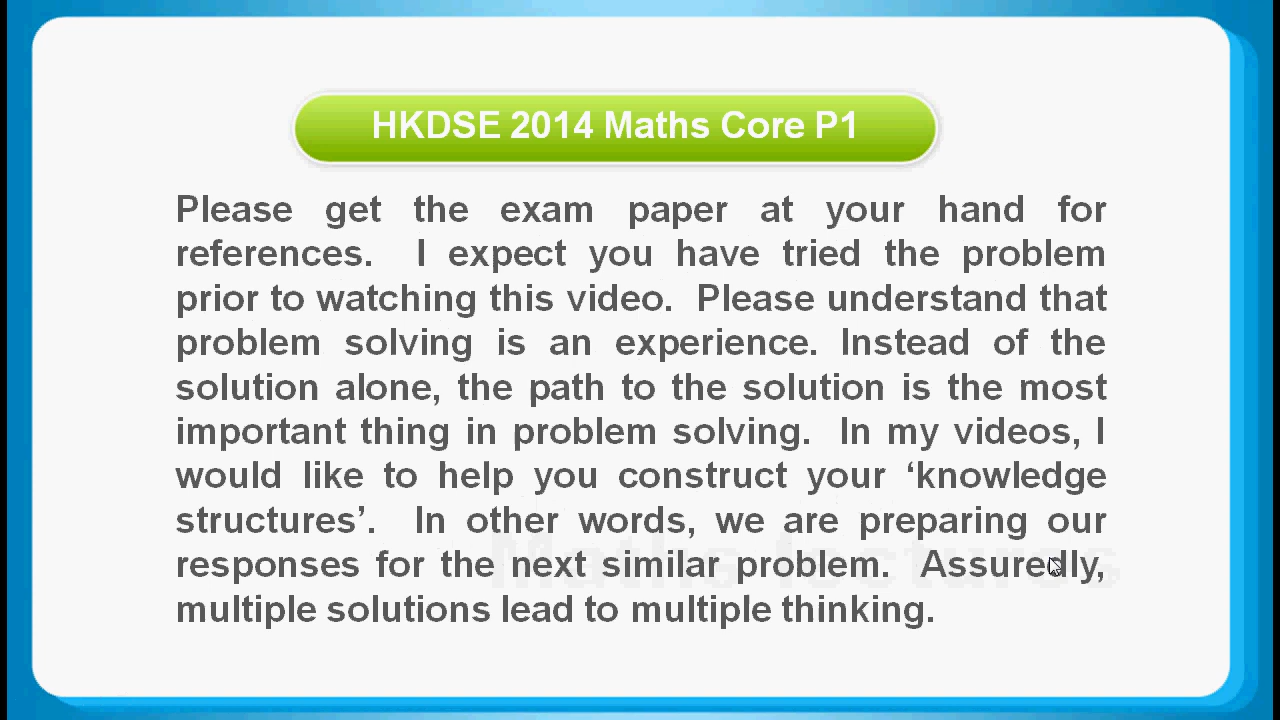 HKDSE 2014 Maths Core P1
Please get the exam paper at your hand for
references.  I expect you have tried the problem
prior to watching this video.  Please understand that
problem solving is an experience. Instead of the
solution alone, the path to the solution is the most
important thing in problem solving.  In my videos, I
would like to help you construct your ‘knowledge
structures’.  In other words, we are preparing our
responses for the next similar problem.  Assuredly,
multiple solutions lead to multiple thinking.
Maths lectures